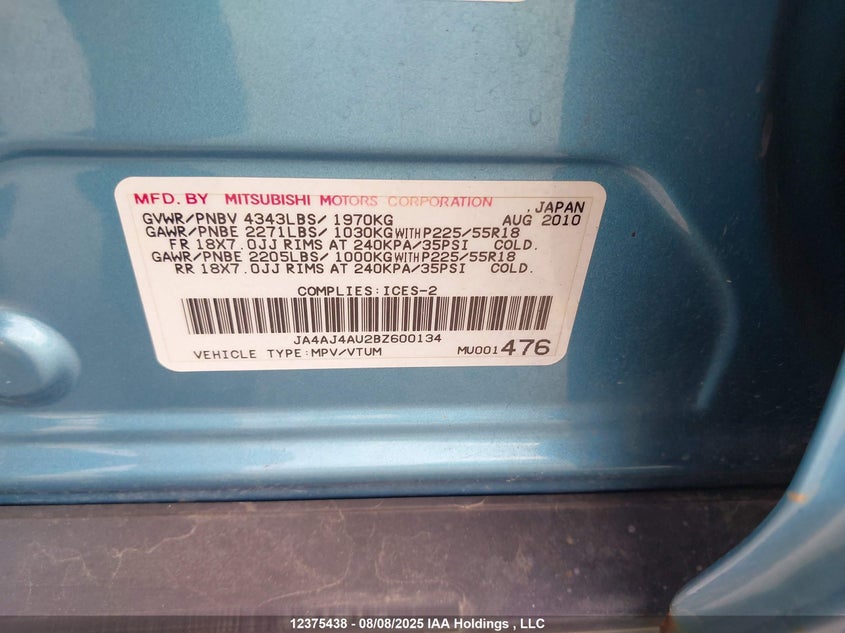 MFD. BY MITSUBISHI MOTORS CORPORATION , JAPAN
GVWR/PNBV 4343LBS/ 1970KG AUG 2010
GAWR/PNBE 2271LBS/ 1030KG WITH P225/55R18
FR 18X7.0JJ RIMS AT 240KPA/35PSI COLD.
GAWR/PNBE 2205LBS/ 1000KG WITH P225/55R18
RR 18X7.0JJ RIMS AT 240KPA/35PSI COLD.
COMPLIES:ICES-2
JA4AJ4AU2BZ600134
VEHICLE TYPE:MPV/VTUM MU001476
12375438 - 08/08/2025 IAA Holdings , LLC